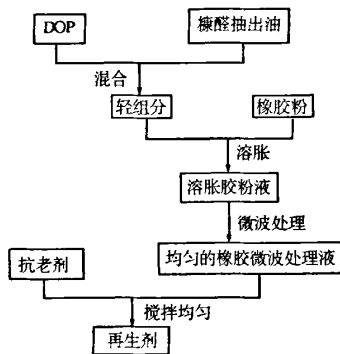 DOP
糠醛抽出油
混合
轻组分
橡胶粉
溶胀
溶胀胶粉液
微波处理
抗老剂
均匀的橡胶微波处理液
搅拌均匀
再生剂